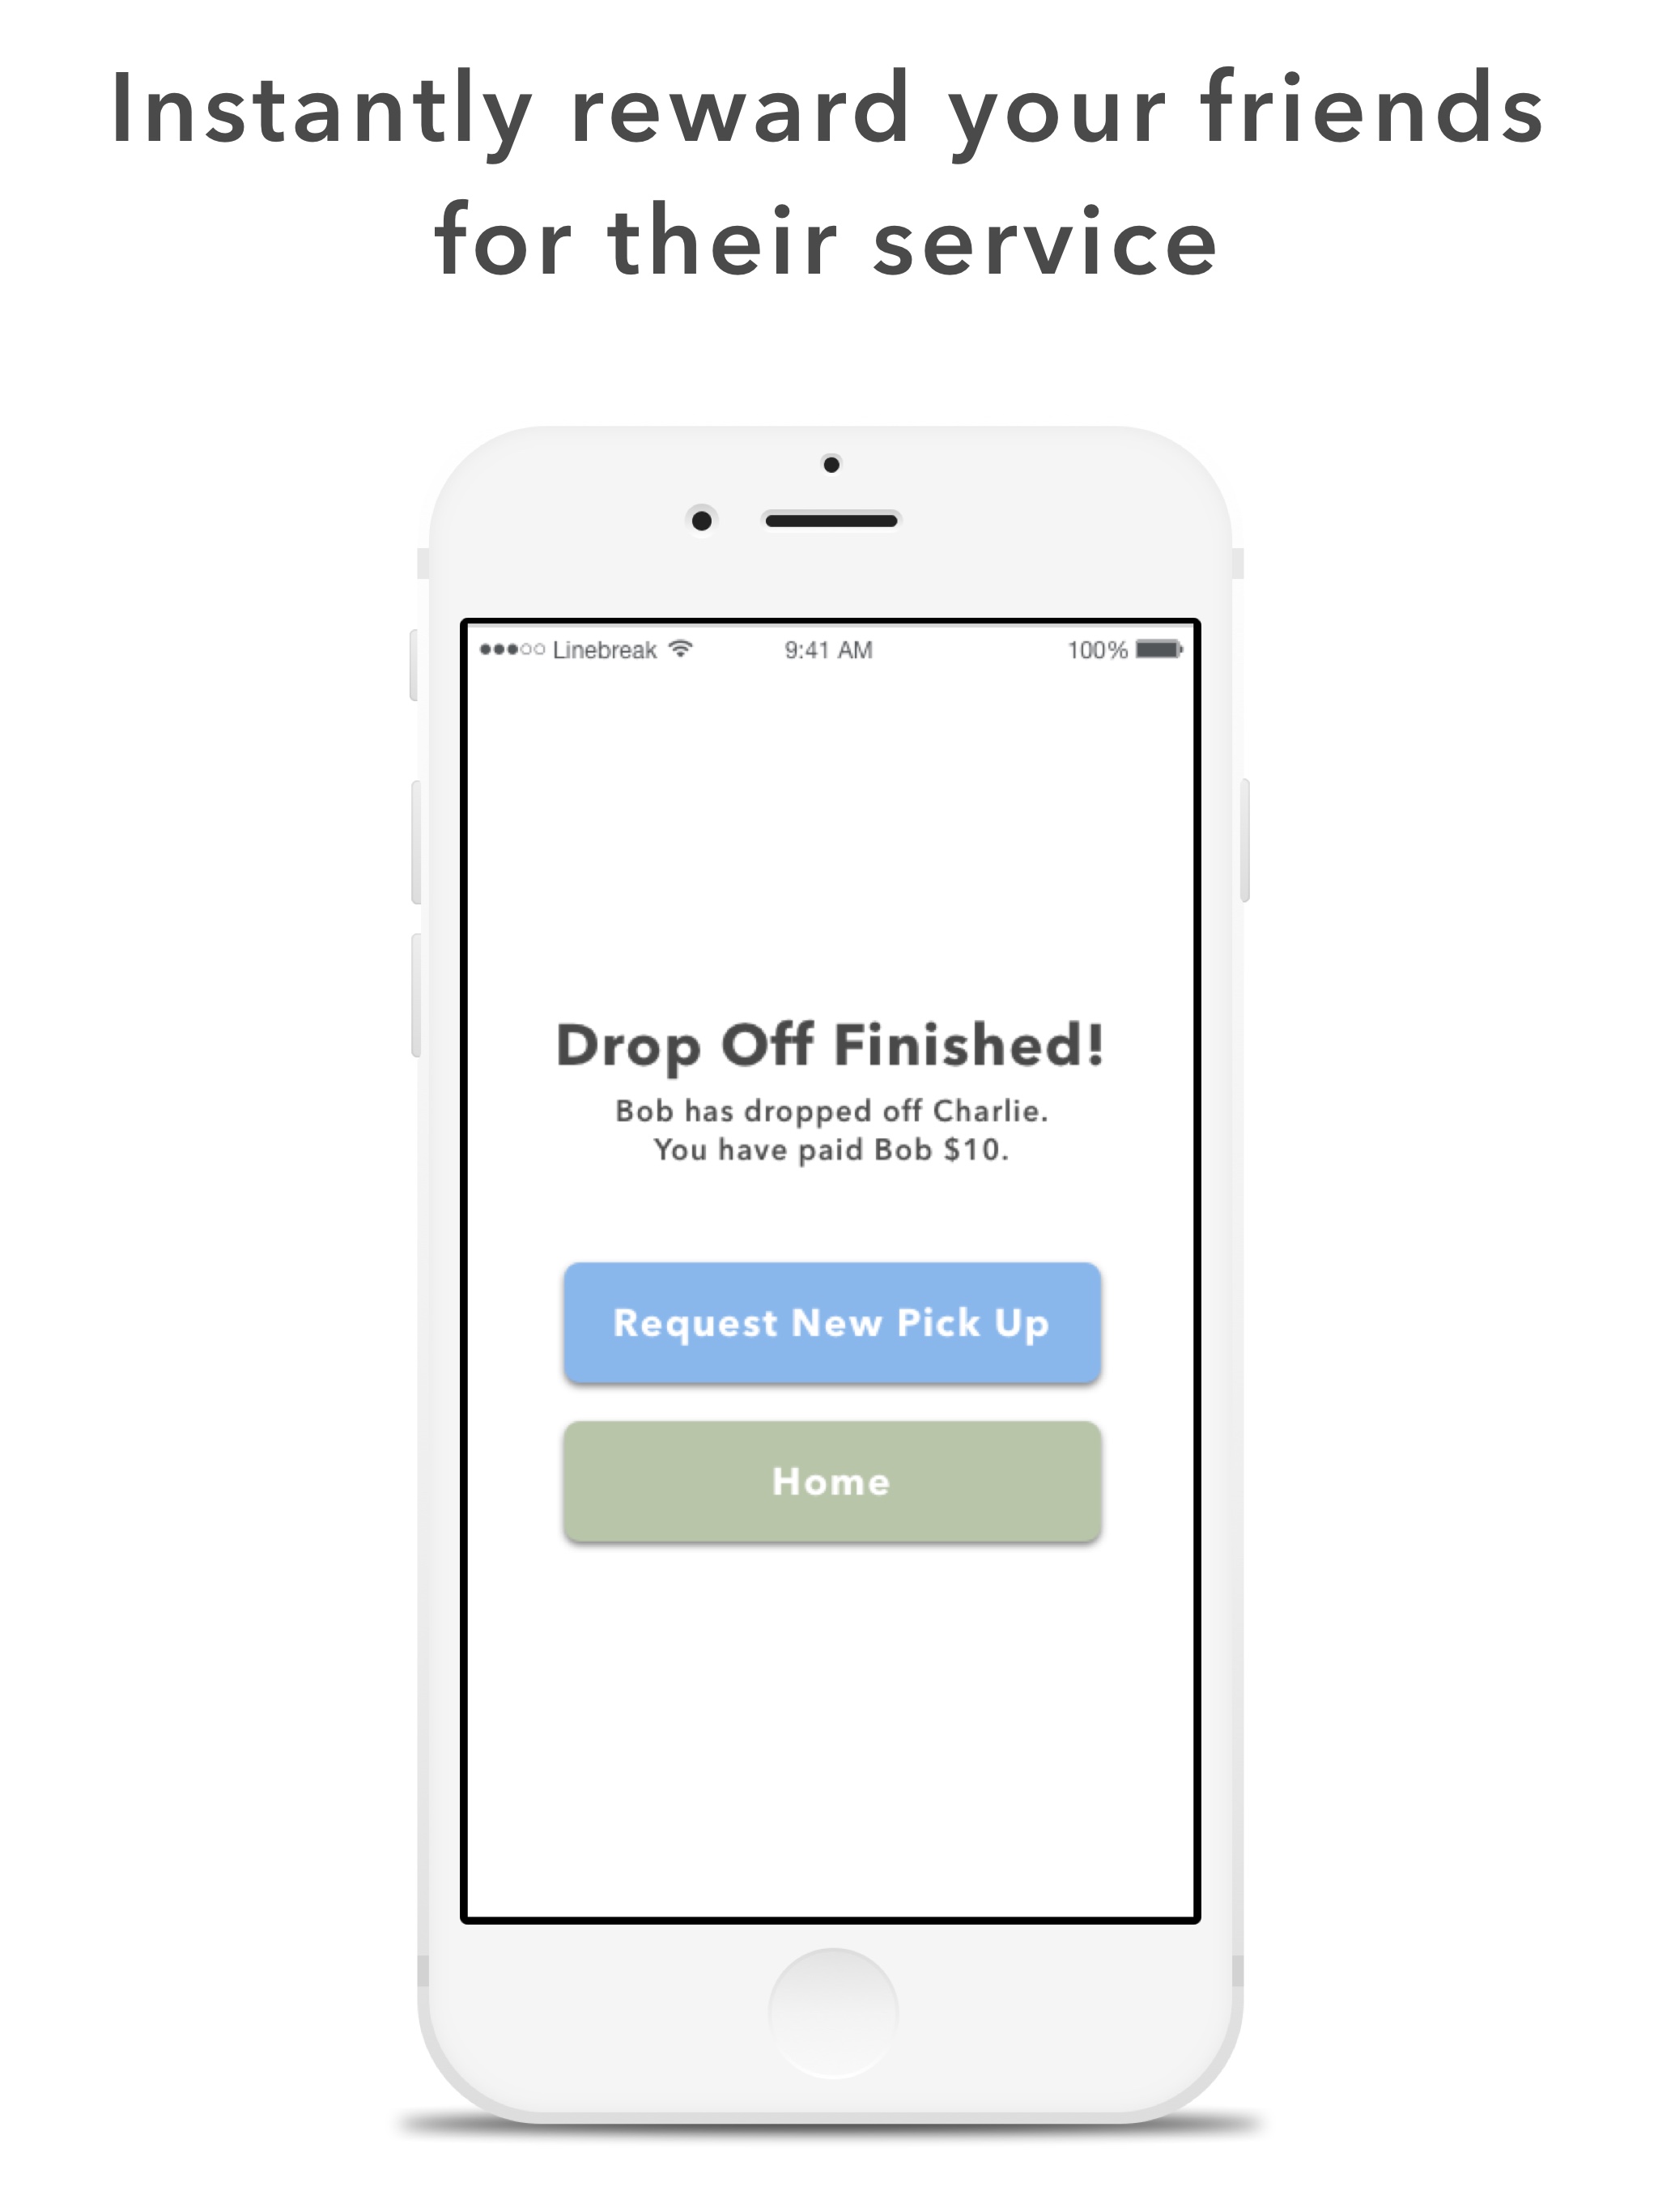 Instantly reward your friends
for their service
Linebreak 9:41 AM 100%
Drop Off Finished!
Bob has dropped off Charlie.
You have paid Bob $10.
Request New Pick Up
Home